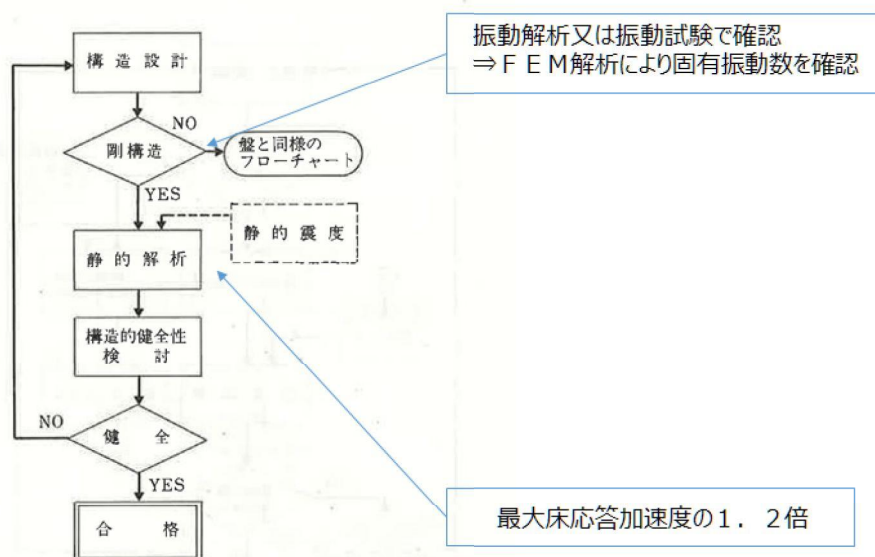 振動解析又は振動試験で確認
⇒ＦＥＭ解析により固有振動数を確認
構造設計
NO
剛構造
盤と同様の
フローチャート
YES
静的震度
静的解析
構造的健全性
検討
NO
健全
YES
最大床応答加速度の１．２倍
合格